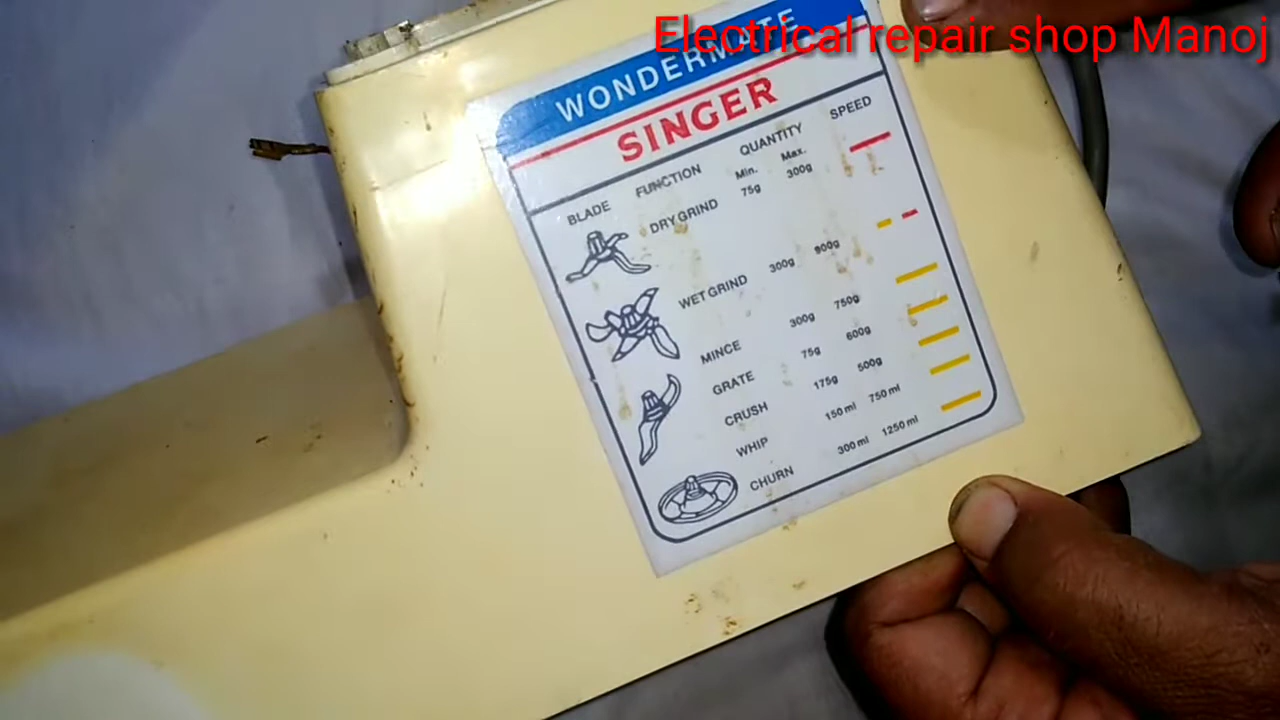 Electrical repair shop Manoj
WONDERMATE
SINGER
BLADE FUNCTION QUANTITY SPEED
Min. Max.
DRY GRIND 75g 300g
WET GRIND 300g 900g
MINCE 300g 750g
GRATE 75g 600g
CRUSH 175g 500g
WHIP 150 ml 750 ml
CHURN 300 ml 1250 ml